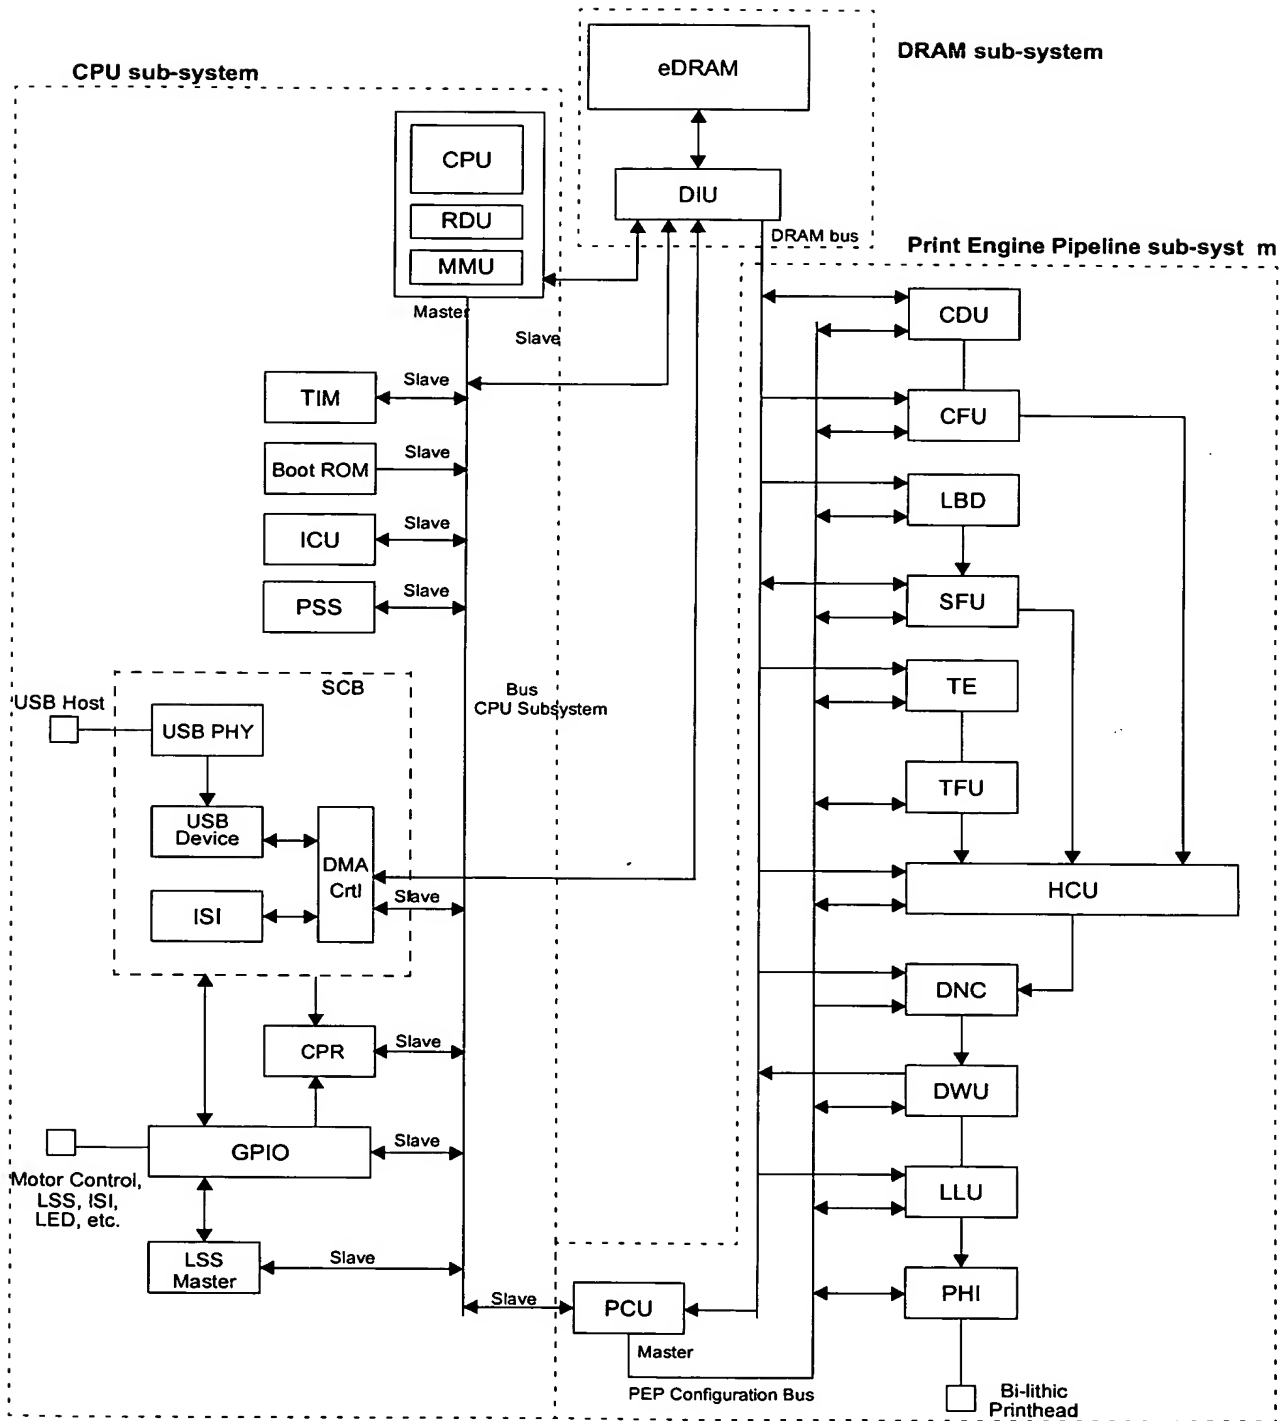 DRAM sub-system
CPU sub-system
eDRAM
CPU
DIU
RDU
DRAM bus
MMU
Print Engine Pipeline sub-syst m
Master
CDU
Slave
TIM
Slave
CFU
Boot ROM
Slave
LBD
ICU
Slave
PSS
Slave
SFU
SCB
TE
USB Host
USB PHY
Bus
CPU Subsystem
TFU
USB
Device
DMA
Crtl
HCU
ISI
Slave
DNC
CPR
Slave
DWU
GPIO
Slave
Motor Control,
LSS, ISI,
LED, etc.
LLU
LSS
Master
Slave
PHI
Slave
PCU
Master
PEP Configuration Bus
Bi-lithic
Printhead